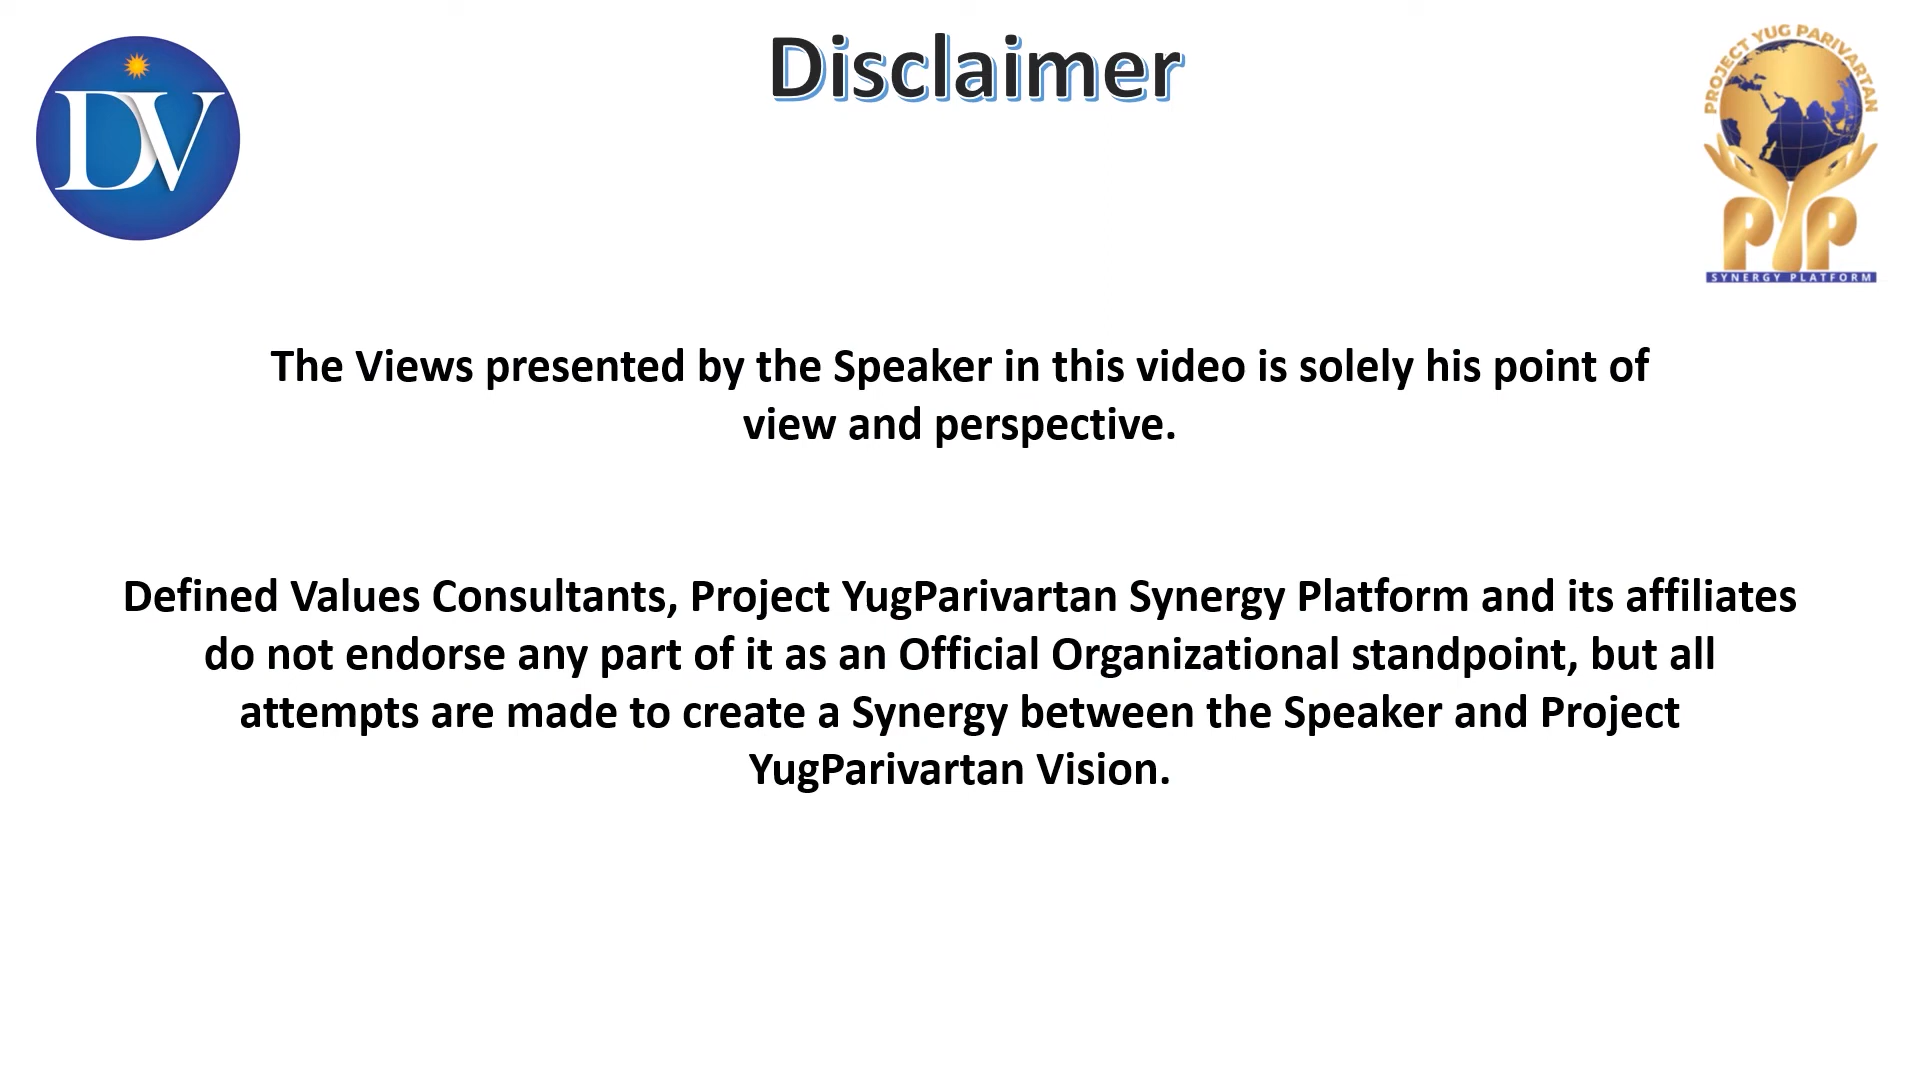 Disclaimer
DV
PROJECT YUG PARIVARTAN
PYP
SYNERGY PLATFORM
The Views presented by the Speaker in this video is solely his point of
view and perspective.
Defined Values Consultants, Project YugParivartan Synergy Platform and its affiliates
do not endorse any part of it as an Official Organizational standpoint, but all
attempts are made to create a Synergy between the Speaker and Project
YugParivartan Vision.